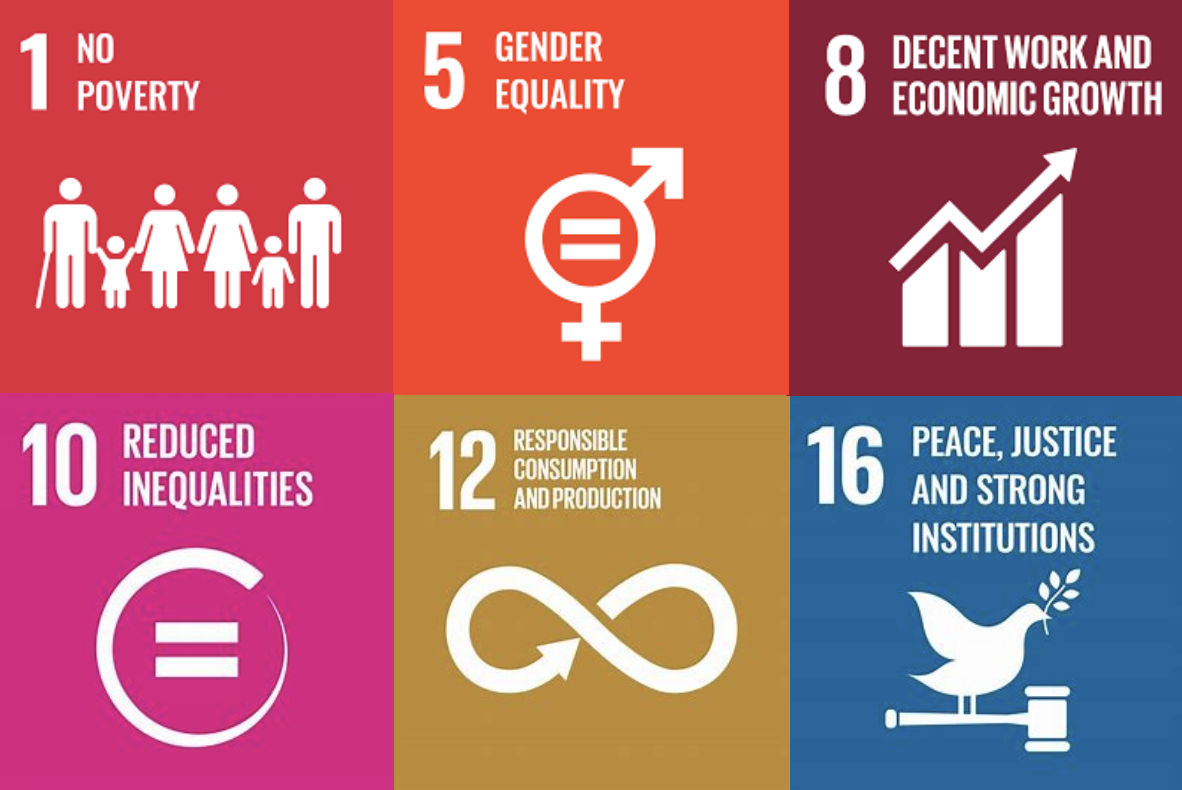 1 NO
POVERTY
5 GENDER
EQUALITY
8 DECENT WORK AND
ECONOMIC GROWTH
10 REDUCED
INEQUALITIES
12 RESPONSIBLE
CONSUMPTION
AND PRODUCTION
16 PEACE, JUSTICE
AND STRONG
INSTITUTIONS